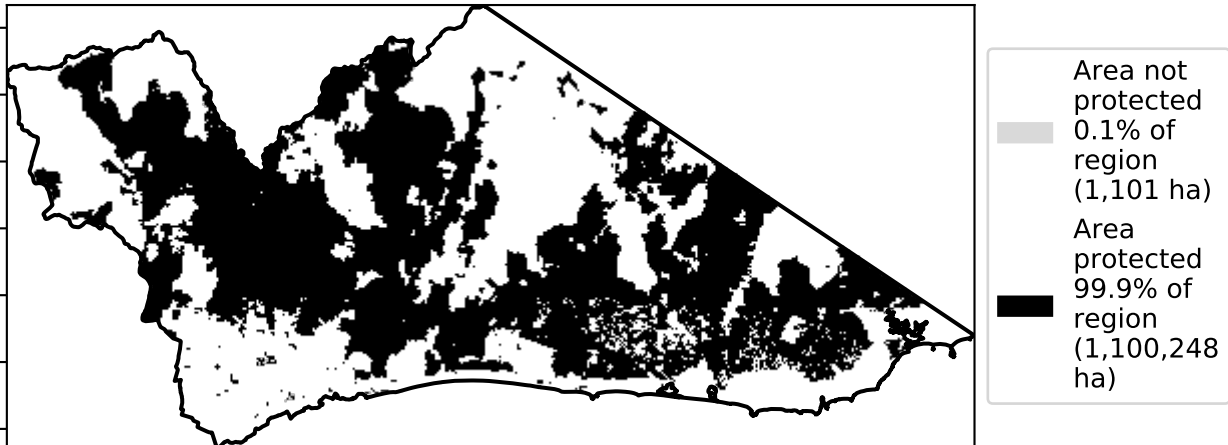 Area not
protected
0.1% of
region
(1,101 ha)
Area
protected
99.9% of
region
(1,100,248
ha)